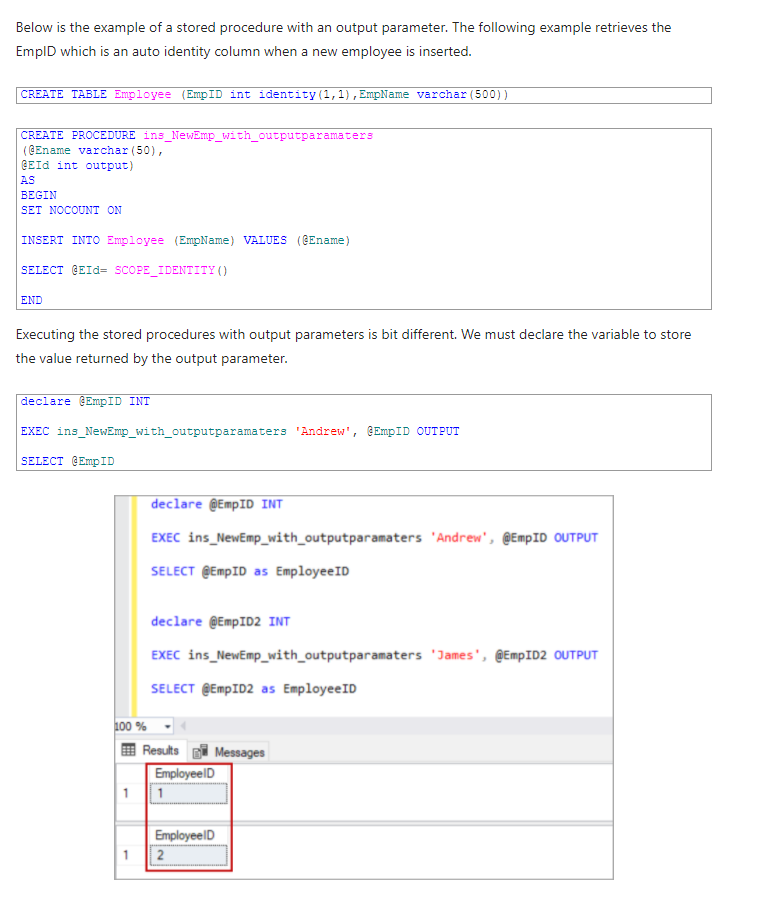 Below is the example of a stored procedure with an output parameter. The following example retrieves the
EmpID which is an auto identity column when a new employee is inserted.
CREATE TABLE Employee (EmpID int identity(1,1),EmpName varchar(500))
CREATE PROCEDURE ins_NewEmp_with_outputparamaters
(@Ename varchar(50),
@EId int output)
AS
BEGIN
SET NOCOUNT ON
INSERT INTO Employee (EmpName) VALUES (@Ename)
SELECT @EId= SCOPE_IDENTITY()
END
Executing the stored procedures with output parameters is bit different. We must declare the variable to store
the value returned by the output parameter.
declare @EmpID INT
EXEC ins_NewEmp_with_outputparamaters 'Andrew', @EmpID OUTPUT
SELECT @EmpID
declare @EmpID INT
EXEC ins_NewEmp_with_outputparamaters 'Andrew', @EmpID OUTPUT
SELECT @EmpID as EmployeeID
declare @EmpID2 INT
EXEC ins_NewEmp_with_outputparamaters 'James', @EmpID2 OUTPUT
SELECT @EmpID2 as EmployeeID
100 %
Results Messages
EmployeeID
1 1
EmployeeID
1 2